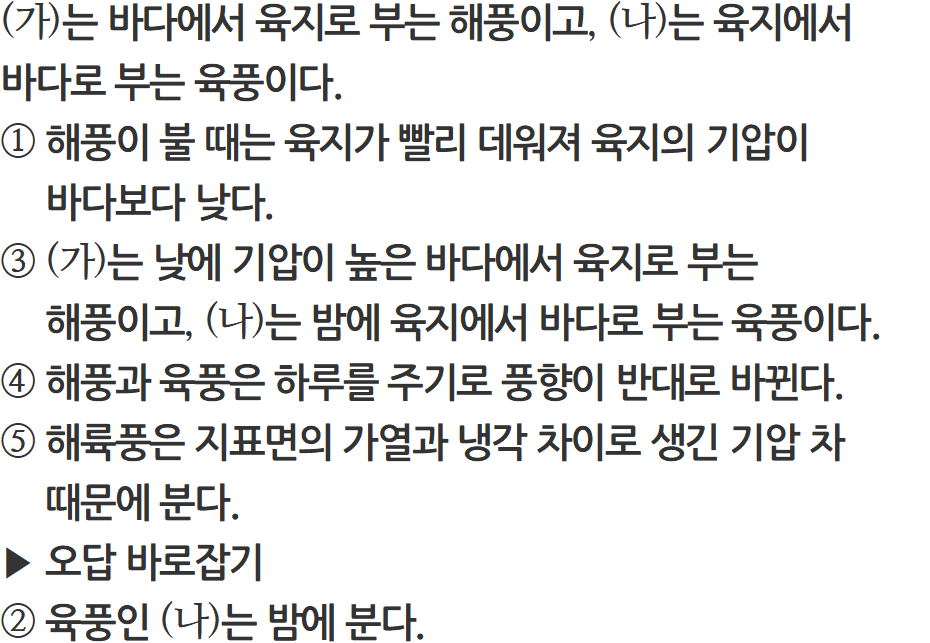 (가)는 바다에서 육지로 부는 해풍이고, (나)는 육지에서
바다로 부는 육풍이다.
① 해풍이 불 때는 육지가 빨리 데워져 육지의 기압이
바다보다 낮다.
③ (가)는 낮에 기압이 높은 바다에서 육지로 부는
해풍이고, (나)는 밤에 육지에서 바다로 부는 육풍이다.
④ 해풍과 육풍은 하루를 주기로 풍향이 반대로 바뀐다.
⑤ 해륙풍은 지표면의 가열과 냉각 차이로 생긴 기압 차
때문에 분다.
▶ 오답 바로잡기
② 육풍인 (나)는 밤에 분다.